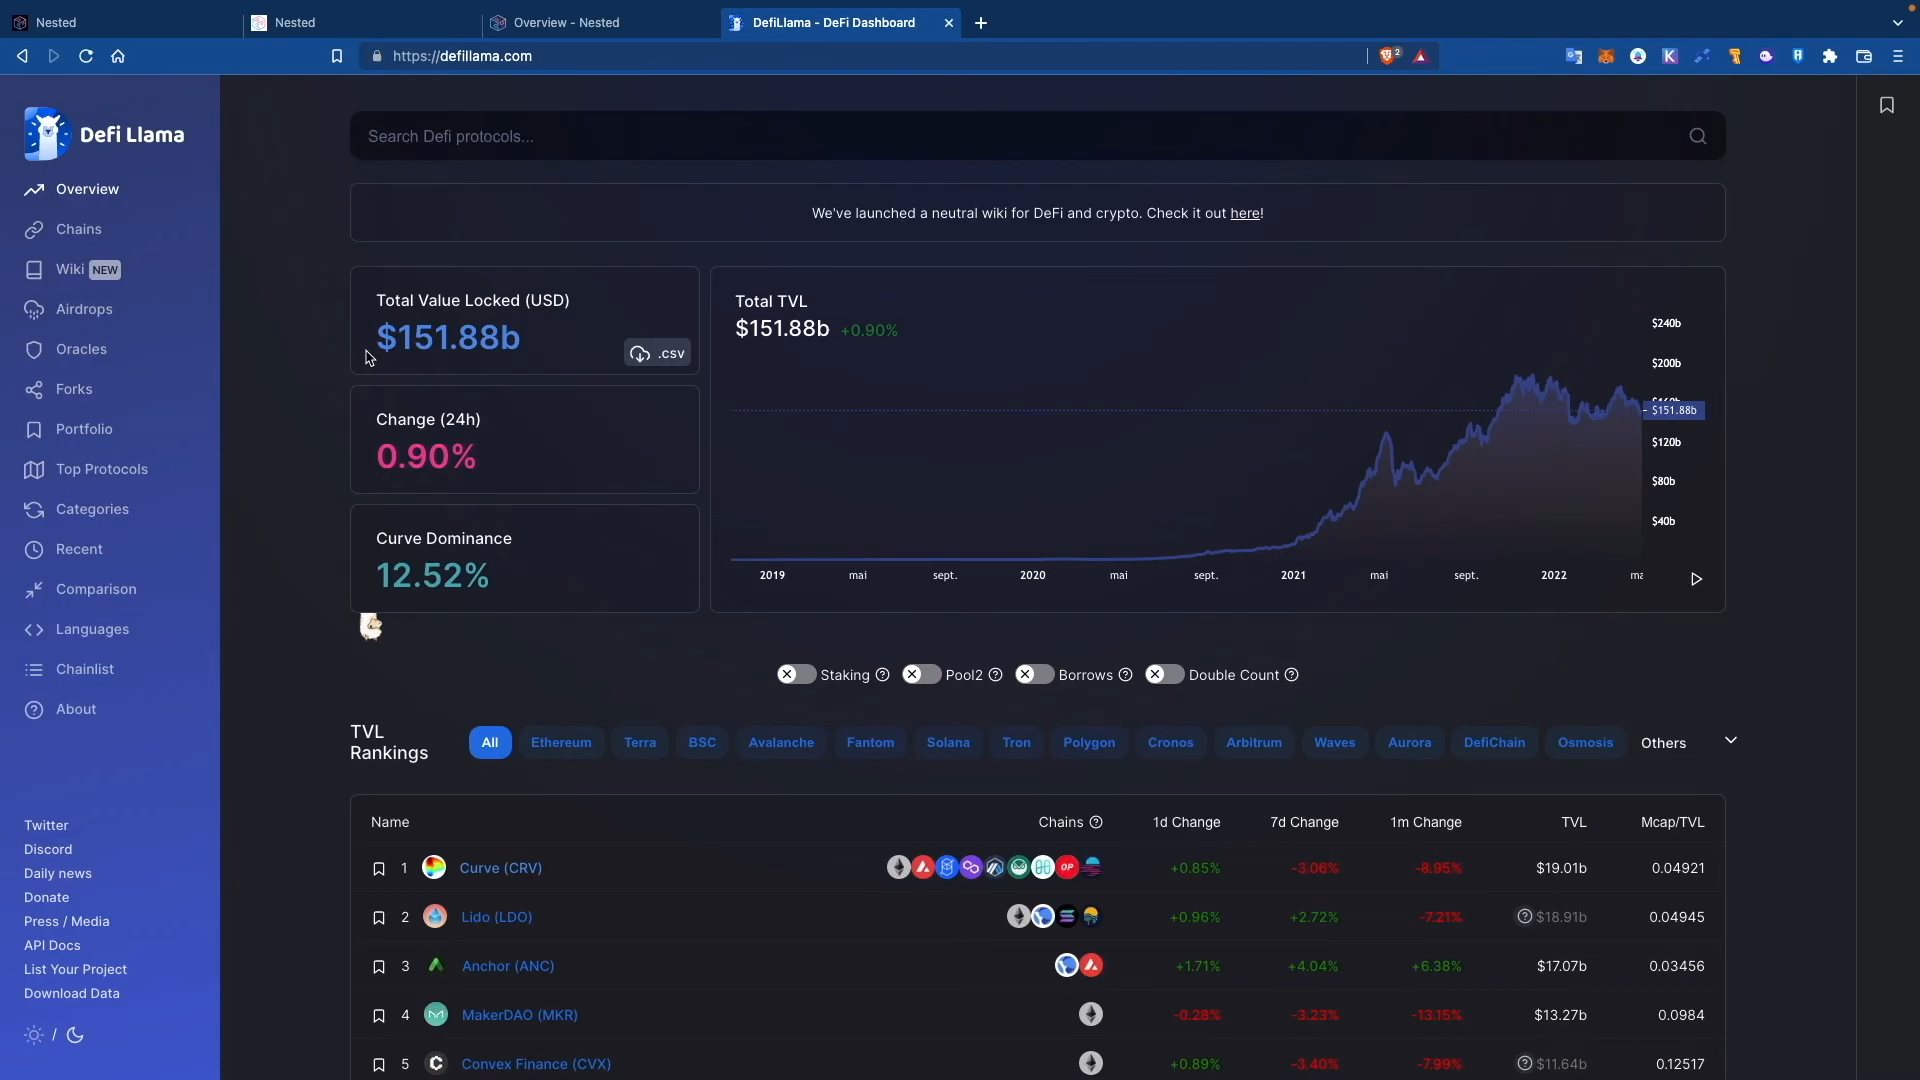 Nested
Nested
Overview - Nested
DefiLlama - DeFi Dashboard
https://defillama.com
2
Defi Llama
Overview
Chains
Wiki NEW
Airdrops
Oracles
Forks
Portfolio
Top Protocols
Categories
Recent
Comparison
Languages
Chainlist
About
Twitter
Discord
Daily news
Donate
Press / Media
API Docs
List Your Project
Download Data
/
Search Defi protocols...
We've launched a neutral wiki for DeFi and crypto. Check it out here!
Total Value Locked (USD)
$151.88b
.csv
Change (24h)
0.90%
Curve Dominance
12.52%
Total TVL
$151.88b +0.90%
$240b
$200b
$151.88b
$120b
$80b
$40b
2019 mai sept. 2020 mai sept. 2021 mai sept. 2022
Staking Pool2 Borrows Double Count
TVL Rankings
All Ethereum Terra BSC Avalanche Fantom Solana Tron Polygon Cronos Arbitrum Waves Aurora DefiChain Osmosis Others
Name Chains 1d Change 7d Change 1m Change TVL Mcap/TVL
1 Curve (CRV) OP +0.85% -3.06% -8.95% $19.01b 0.04921
2 Lido (LDO) +0.96% +2.72% -7.21% $18.91b 0.04945
3 Anchor (ANC) +1.71% +4.04% +6.38% $17.07b 0.03456
4 MakerDAO (MKR) -0.28% -3.23% -13.15% $13.27b 0.0984
5 Convex Finance (CVX) +0.89% -3.40% -7.99% $11.64b 0.12517